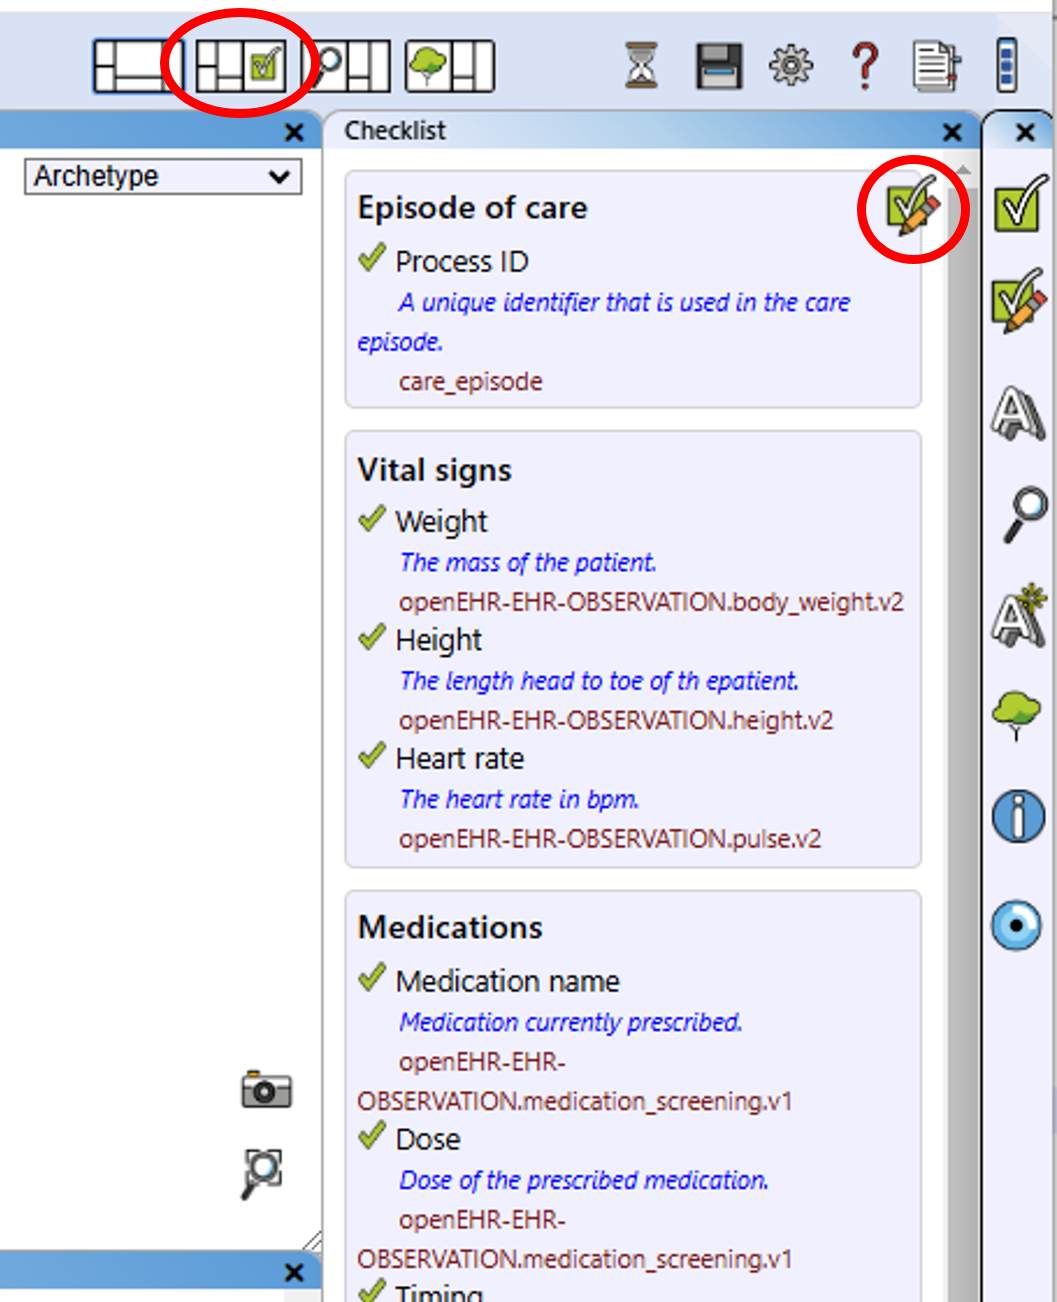 Checklist
Archetype
Episode of care
Process ID
A unique identifier that is used in the care
episode.
care_episode
Vital signs
Weight
The mass of the patient.
openEHR-EHR-OBSERVATION.body_weight.v2
Height
The length head to toe of th epatient.
openEHR-EHR-OBSERVATION.height.v2
Heart rate
The heart rate in bpm.
openEHR-EHR-OBSERVATION.pulse.v2
Medications
Medication name
Medication currently prescribed.
openEHR-EHR-
OBSERVATION.medication_screening.v1
Dose
Dose of the prescribed medication.
openEHR-EHR-
OBSERVATION.medication_screening.v1
Timing